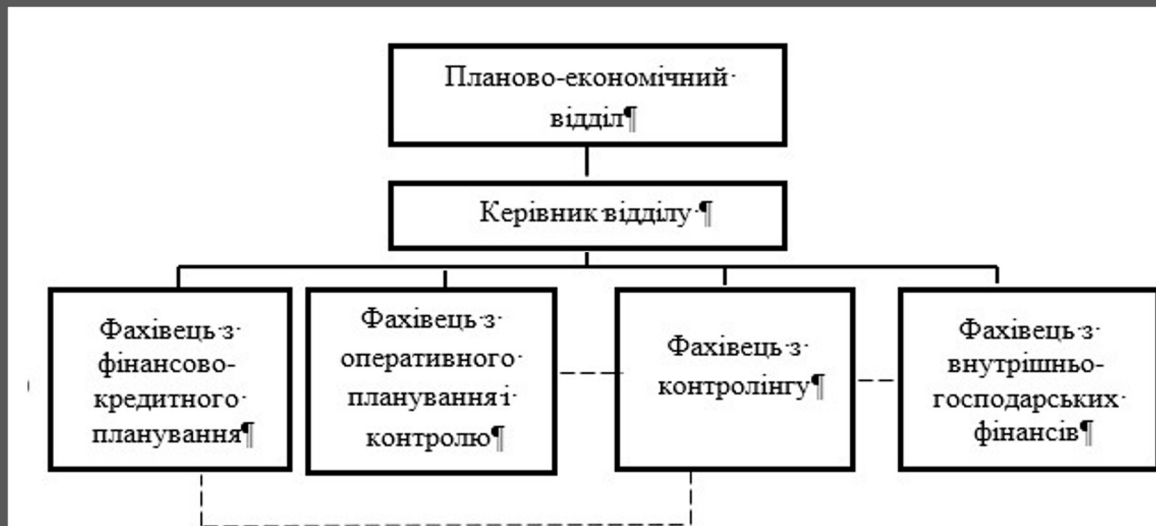 Планово-економічний·
відділ¶
Керівник·відділу·¶
Фахівець·з·
фінансово-
кредитного·
планування¶
Фахівець·з·
оперативного·
планування·і·
контролю¶
Фахівець·з·
контролінгу¶
Фахівець·з·
внутрішньо-
господарських·
фінансів¶